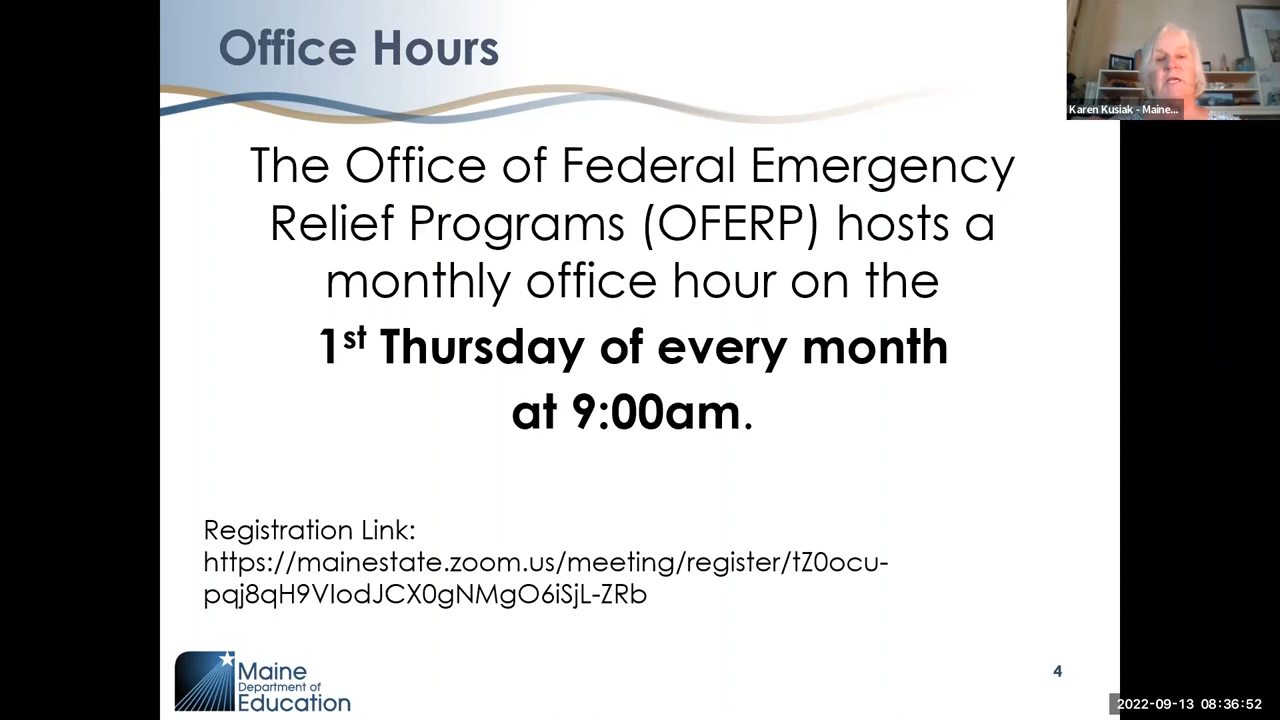 Office Hours
Karen Kusiak - Maine...
The Office of Federal Emergency
Relief Programs (OFERP) hosts a
monthly office hour on the
1st Thursday of every month
at 9:00am.
Registration Link:
https://mainestate.zoom.us/meeting/register/tZ0ocu-
pqj8qH9VIodJCX0gNMgO6iSjL-ZRb
Maine
Department of
Education
4
2022-09-13 08:36:52